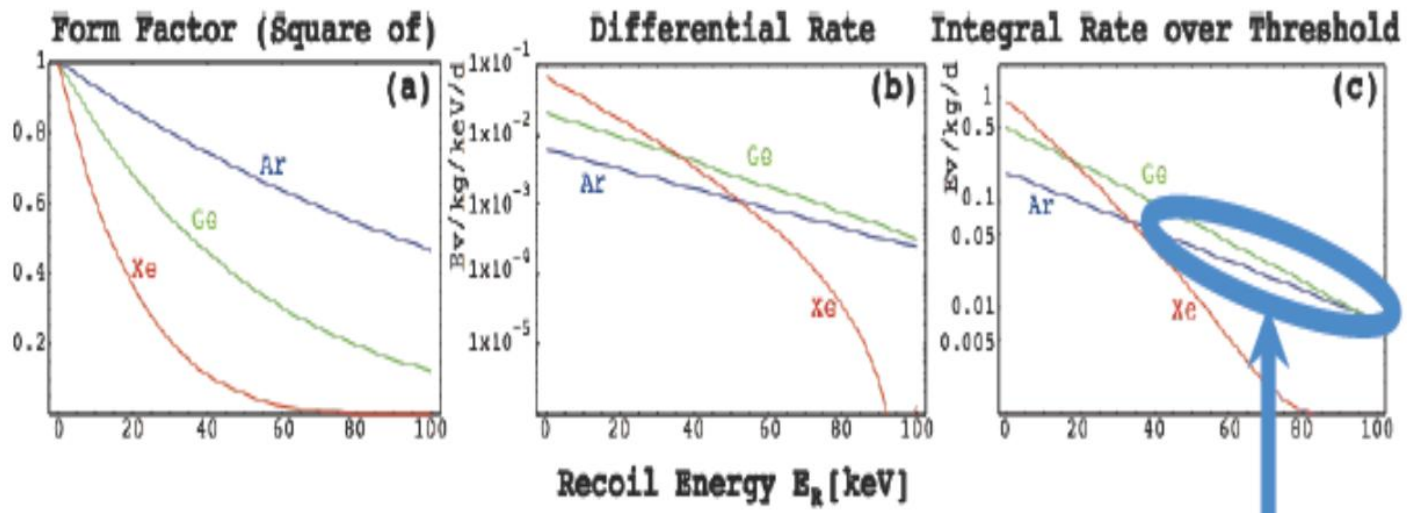 Form Factor (Square of)
(a)
1
0.8
0.6
0.4
0.2
Ar
Ge
Xe
0 20 40 60 80 100
Differential Rate
(b)
Ev/kg/keV/d
1x10⁻¹
1x10⁻²
1x10⁻³
1x10⁻⁴
1x10⁻⁵
Ge
Ar
Xe
0 20 40 60 80 100
Integral Rate over Threshold
(c)
Ev/kg/d
1
0.5
0.1
0.05
0.01
0.005
Ge
Ar
Xe
0 20 40 60 80 100
Recoil Energy E_R[keV]